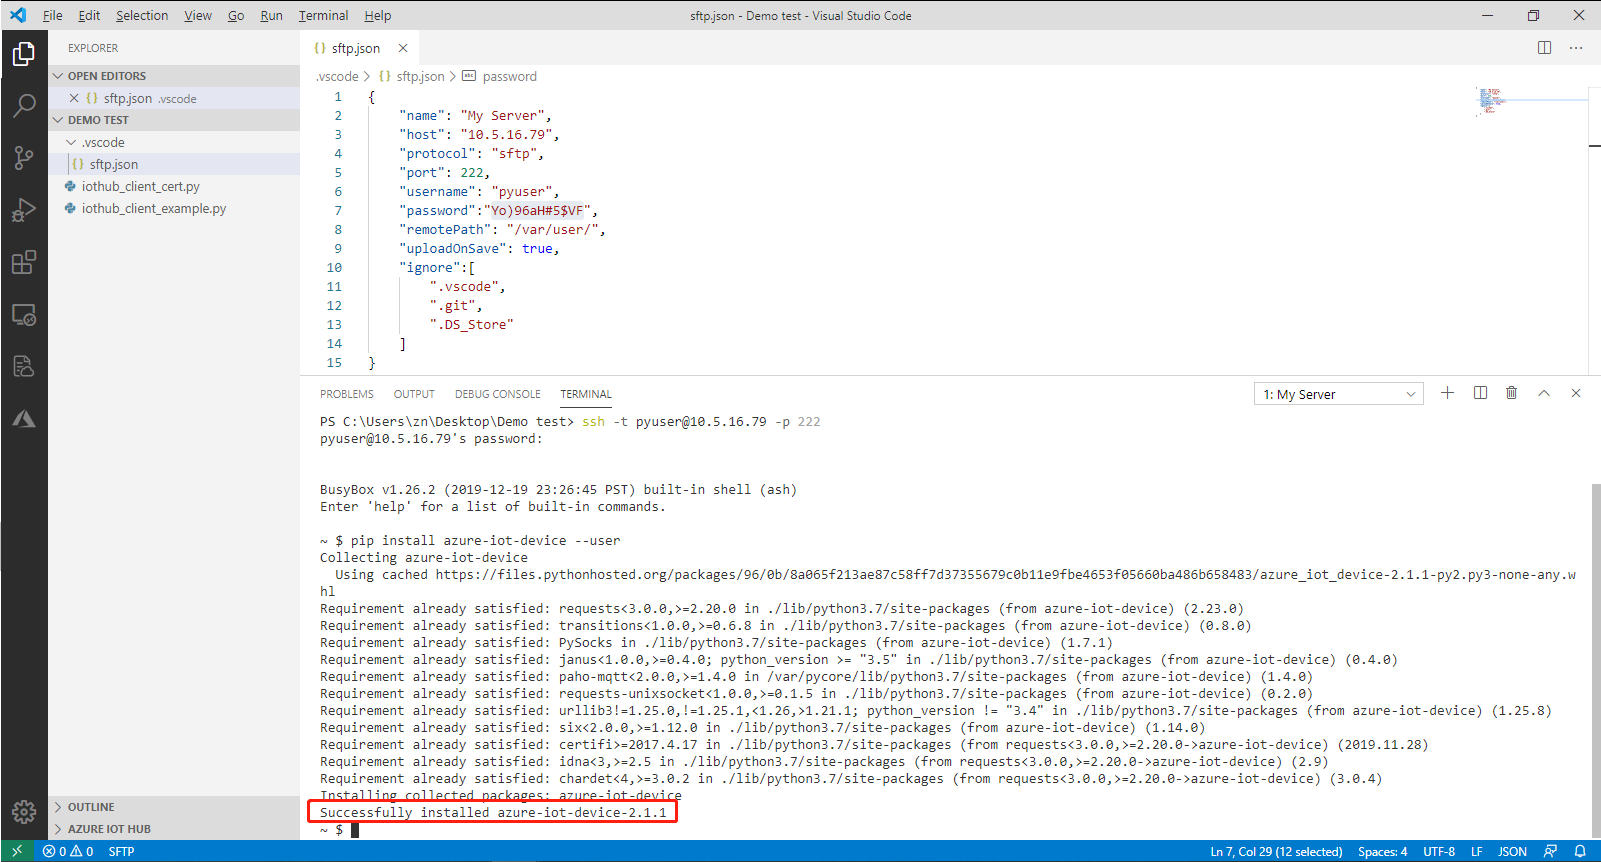 File Edit Selection View Go Run Terminal Help sftp.json - Demo test - Visual Studio Code
EXPLORER
OPEN EDITORS
{} sftp.json .vscode
DEMO TEST
.vscode
{} sftp.json
iothub_client_cert.py
iothub_client_example.py
OUTLINE
AZURE IOT HUB
{} sftp.json
.vscode > {} sftp.json > abc password
1 {
2 "name": "My Server",
3 "host": "10.5.16.79",
4 "protocol": "sftp",
5 "port": 222,
6 "username": "pyuser",
7 "password":"Yo)96aH#5$VF",
8 "remotePath": "/var/user/",
9 "uploadOnSave": true,
10 "ignore":[
11 ".vscode",
12 ".git",
13 ".DS_Store"
14 ]
15 }
PROBLEMS OUTPUT DEBUG CONSOLE TERMINAL 1: My Server
PS C:\Users\zn\Desktop\Demo test> ssh -t pyuser@10.5.16.79 -p 222
pyuser@10.5.16.79's password:
BusyBox v1.26.2 (2019-12-19 23:26:45 PST) built-in shell (ash)
Enter 'help' for a list of built-in commands.
~ $ pip install azure-iot-device --user
Collecting azure-iot-device
Using cached https://files.pythonhosted.org/packages/96/0b/8a065f213ae87c58ff7d37355679c0b11e9fbe4653f05660ba486b658483/azure_iot_device-2.1.1-py2.py3-none-any.w
hl
Requirement already satisfied: requests<3.0.0,>=2.20.0 in ./lib/python3.7/site-packages (from azure-iot-device) (2.23.0)
Requirement already satisfied: transitions<1.0.0,>=0.6.8 in ./lib/python3.7/site-packages (from azure-iot-device) (0.8.0)
Requirement already satisfied: PySocks in ./lib/python3.7/site-packages (from azure-iot-device) (1.7.1)
Requirement already satisfied: janus<1.0.0,>=0.4.0; python_version >= "3.5" in ./lib/python3.7/site-packages (from azure-iot-device) (0.4.0)
Requirement already satisfied: paho-mqtt<2.0.0,>=1.4.0 in /var/pycore/lib/python3.7/site-packages (from azure-iot-device) (1.4.0)
Requirement already satisfied: requests-unixsocket<1.0.0,>=0.1.5 in ./lib/python3.7/site-packages (from azure-iot-device) (0.2.0)
Requirement already satisfied: urllib3!=1.25.0,!=1.25.1,<1.26,>1.21.1; python_version != "3.4" in ./lib/python3.7/site-packages (from azure-iot-device) (1.25.8)
Requirement already satisfied: six<2.0.0,>=1.12.0 in ./lib/python3.7/site-packages (from azure-iot-device) (1.14.0)
Requirement already satisfied: certifi>=2017.4.17 in ./lib/python3.7/site-packages (from requests<3.0.0,>=2.20.0->azure-iot-device) (2019.11.28)
Requirement already satisfied: idna<3,>=2.5 in ./lib/python3.7/site-packages (from requests<3.0.0,>=2.20.0->azure-iot-device) (2.9)
Requirement already satisfied: chardet<4,>=3.0.2 in ./lib/python3.7/site-packages (from requests<3.0.0,>=2.20.0->azure-iot-device) (3.0.4)
Installing collected packages: azure-iot-device
Successfully installed azure-iot-device-2.1.1
~ $
0 0 SFTP Ln 7, Col 29 (12 selected) Spaces: 4 UTF-8 LF JSON